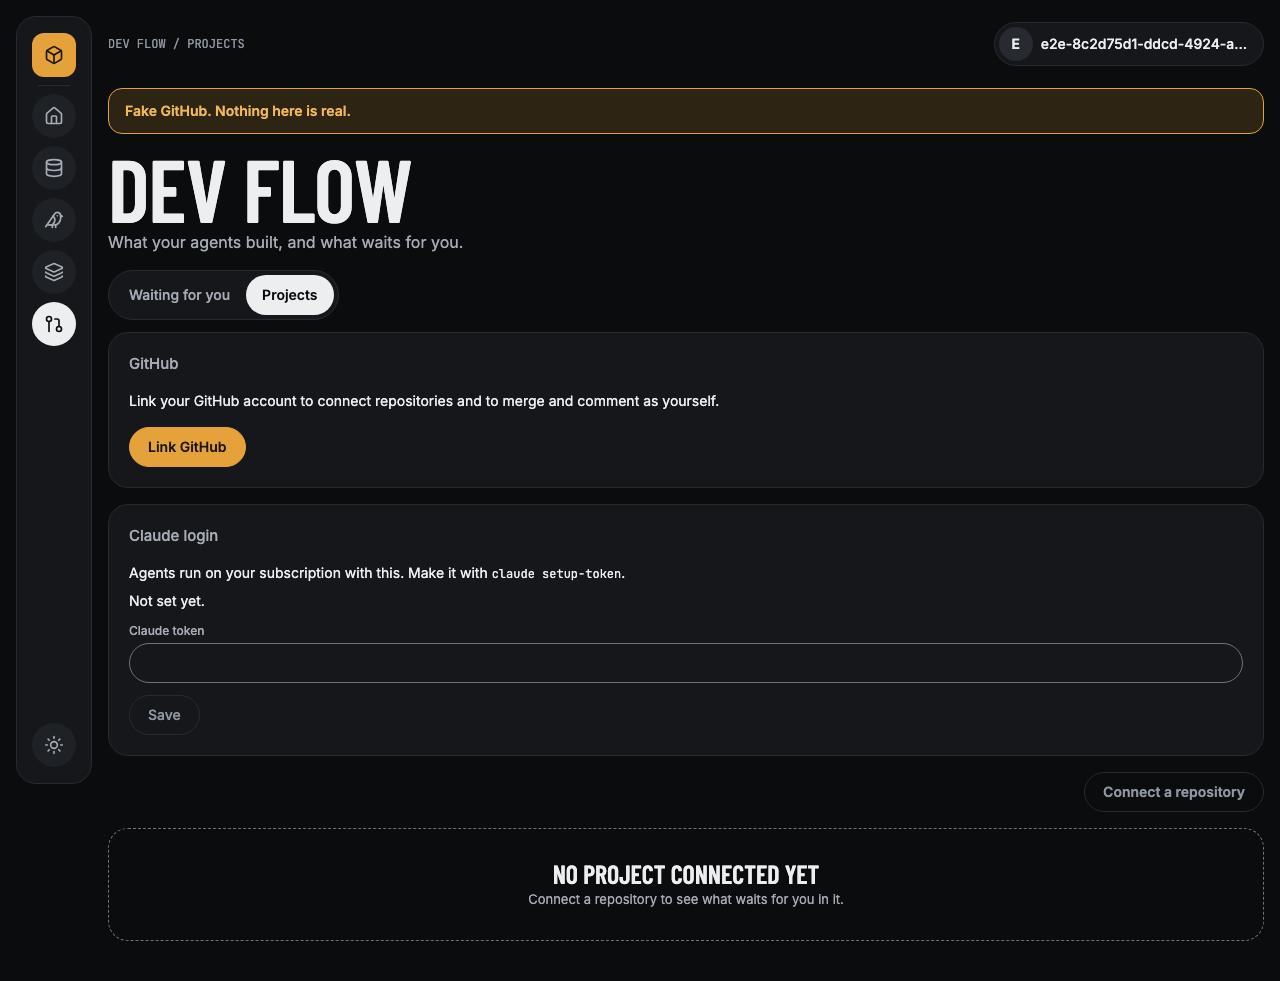 DEV FLOW / PROJECTS
E
e2e-8c2d75d1-ddcd-4924-a...
Fake GitHub. Nothing here is real.
DEV FLOW
What your agents built, and what waits for you.
Waiting for you
Projects
GitHub
Link your GitHub account to connect repositories and to merge and comment as yourself.
Link GitHub
Claude login
Agents run on your subscription with this. Make it with claude setup-token.
Not set yet.
Claude token
Save
Connect a repository
NO PROJECT CONNECTED YET
Connect a repository to see what waits for you in it.